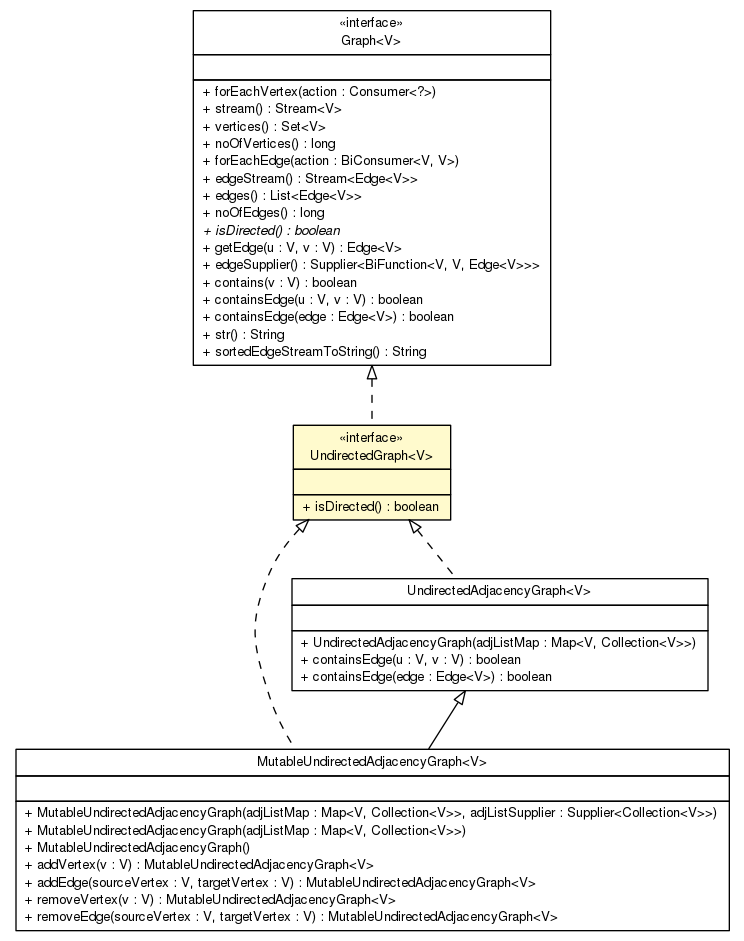 «interface»
Graph<V>
+ forEachVertex(action : Consumer<?>)
+ stream() : Stream<V>
+ vertices() : Set<V>
+ noOfVertices() : long
+ forEachEdge(action : BiConsumer<V, V>)
+ edgeStream() : Stream<Edge<V>>
+ edges() : List<Edge<V>>
+ noOfEdges() : long
+ isDirected() : boolean
+ getEdge(u : V, v : V) : Edge<V>
+ edgeSupplier() : Supplier<BiFunction<V, V, Edge<V>>>
+ contains(v : V) : boolean
+ containsEdge(u : V, v : V) : boolean
+ containsEdge(edge : Edge<V>) : boolean
+ str() : String
+ sortedEdgeStreamToString() : String
«interface»
UndirectedGraph<V>
+ isDirected() : boolean
UndirectedAdjacencyGraph<V>
+ UndirectedAdjacencyGraph(adjListMap : Map<V, Collection<V>>)
+ containsEdge(u : V, v : V) : boolean
+ containsEdge(edge : Edge<V>) : boolean
MutableUndirectedAdjacencyGraph<V>
+ MutableUndirectedAdjacencyGraph(adjListMap : Map<V, Collection<V>>, adjListSupplier : Supplier<Collection<V>>)
+ MutableUndirectedAdjacencyGraph(adjListMap : Map<V, Collection<V>>)
+ MutableUndirectedAdjacencyGraph()
+ addVertex(v : V) : MutableUndirectedAdjacencyGraph<V>
+ addEdge(sourceVertex : V, targetVertex : V) : MutableUndirectedAdjacencyGraph<V>
+ removeVertex(v : V) : MutableUndirectedAdjacencyGraph<V>
+ removeEdge(sourceVertex : V, targetVertex : V) : MutableUndirectedAdjacencyGraph<V>